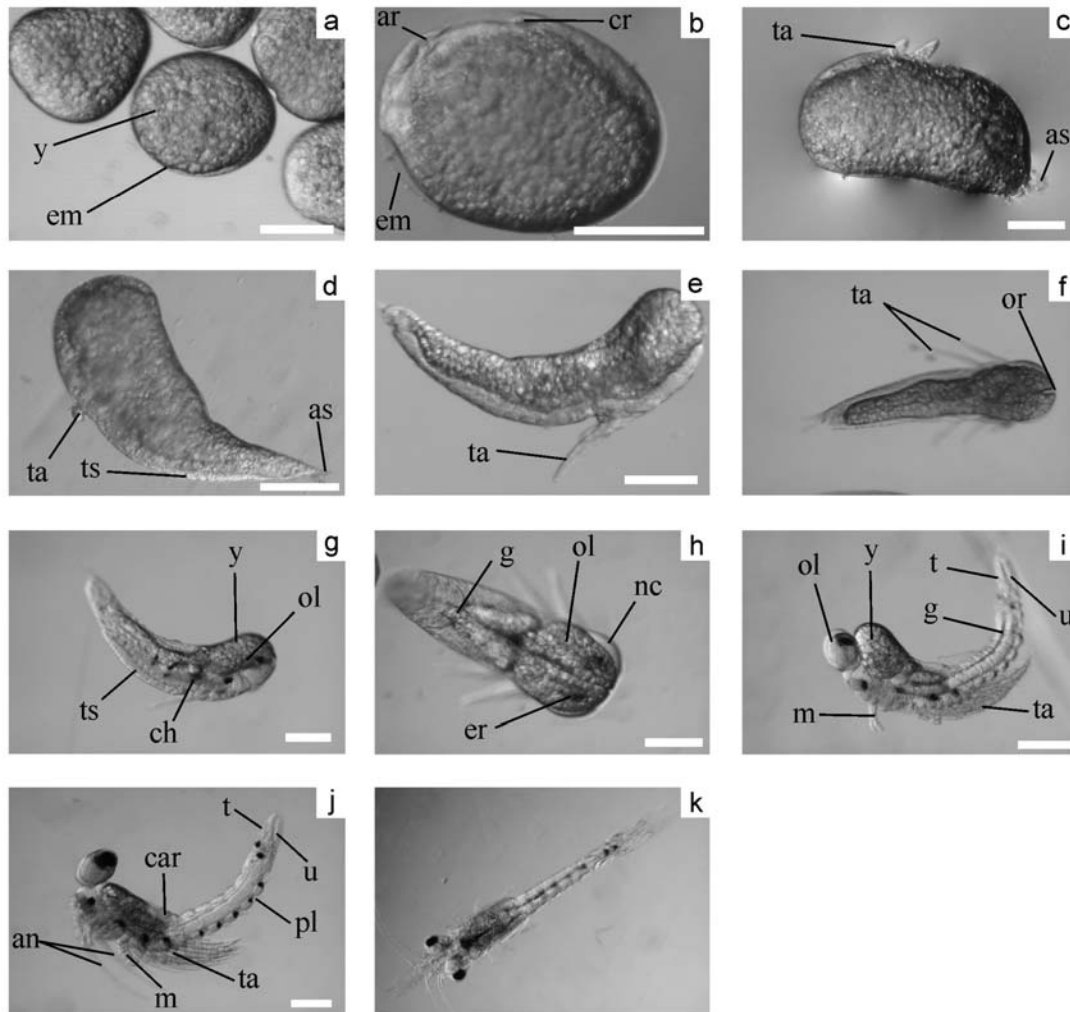 a
y
em
b
ar
cr
em
c
ta
as
d
ta
ts
as
e
ta
f
ta
or
g
y
ol
ts
ch
h
g
ol
nc
er
i
ol
y
t
u
g
m
ta
j
t
u
car
pl
an
m
ta
k